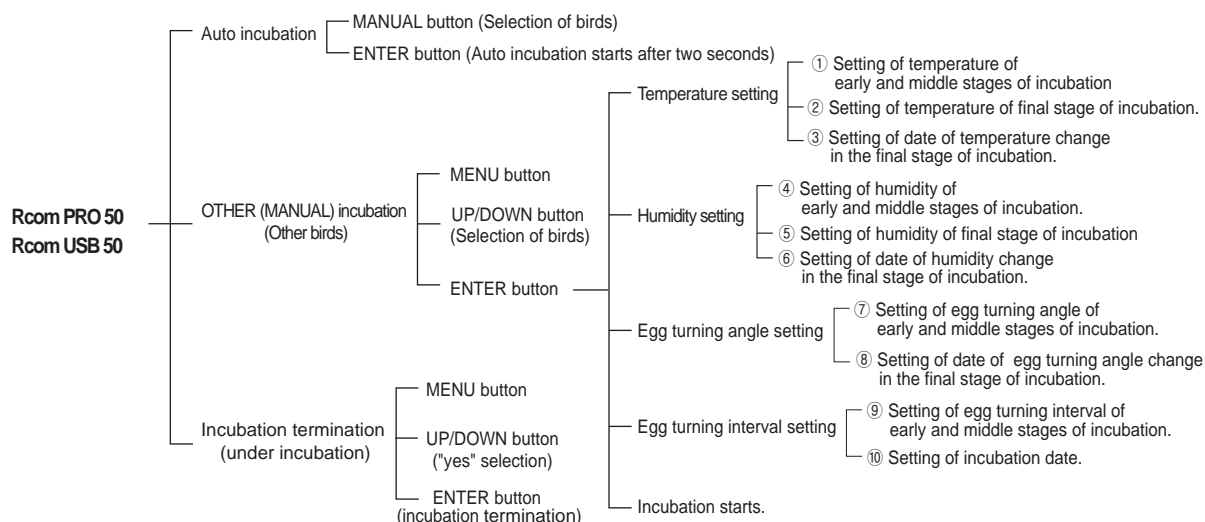 Rcom PRO 50
Rcom USB 50
Auto incubation
MANUAL button (Selection of birds)
ENTER button (Auto incubation starts after two seconds)
OTHER (MANUAL) incubation
(Other birds)
MENU button
UP/DOWN button
(Selection of birds)
ENTER button
Temperature setting
① Setting of temperature of
early and middle stages of incubation
② Setting of temperature of final stage of incubation.
③ Setting of date of temperature change
in the final stage of incubation.
Humidity setting
④ Setting of humidity of
early and middle stages of incubation.
⑤ Setting of humidity of final stage of incubation
⑥ Setting of date of humidity change
in the final stage of incubation.
Egg turning angle setting
⑦ Setting of egg turning angle of
early and middle stages of incubation.
⑧ Setting of date of egg turning angle change
in the final stage of incubation.
Egg turning interval setting
⑨ Setting of egg turning interval of
early and middle stages of incubation.
⑩ Setting of incubation date.
Incubation starts.
Incubation termination
(under incubation)
MENU button
UP/DOWN button
("yes" selection)
ENTER button
(incubation termination)